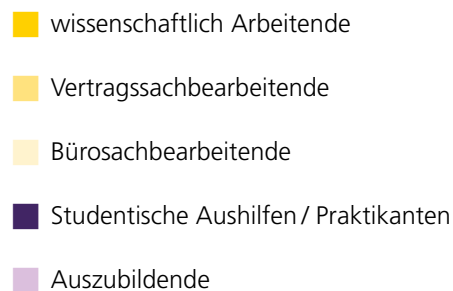 wissenschaftlich Arbeitende
Vertragssachbearbeitende
Bürosachbearbeitende
Studentische Aushilfen / Praktikanten
Auszubildende